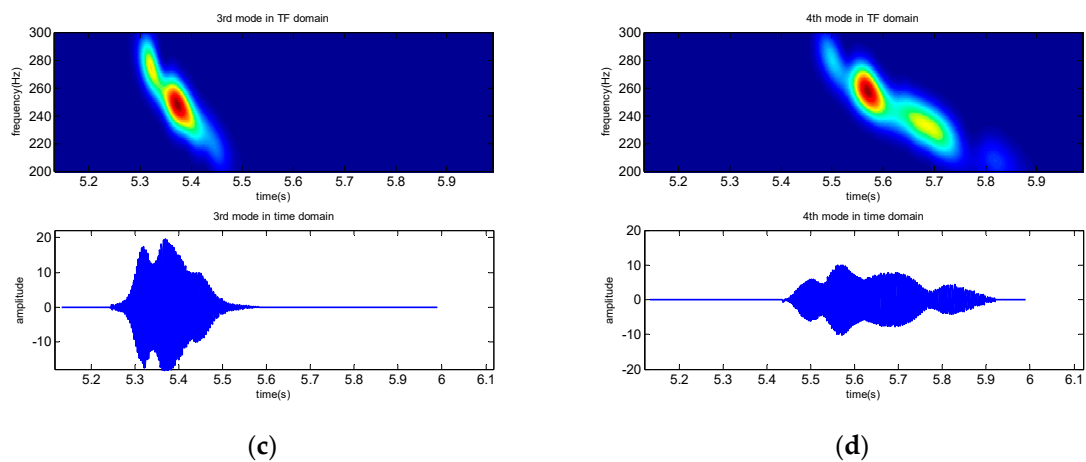 3rd mode in TF domain
frequency(Hz)
300
280
260
240
220
200
5.2 5.3 5.4 5.5 5.6 5.7 5.8 5.9
time(s)
3rd mode in time domain
amplitude
20
10
0
-10
5.2 5.3 5.4 5.5 5.6 5.7 5.8 5.9 6 6.1
time(s)
(c)
4th mode in TF domain
frequency(Hz)
300
280
260
240
220
200
5.2 5.3 5.4 5.5 5.6 5.7 5.8 5.9
time(s)
4th mode in time domain
amplitude
20
10
0
-10
-20
5.2 5.3 5.4 5.5 5.6 5.7 5.8 5.9 6 6.1
time(s)
(d)